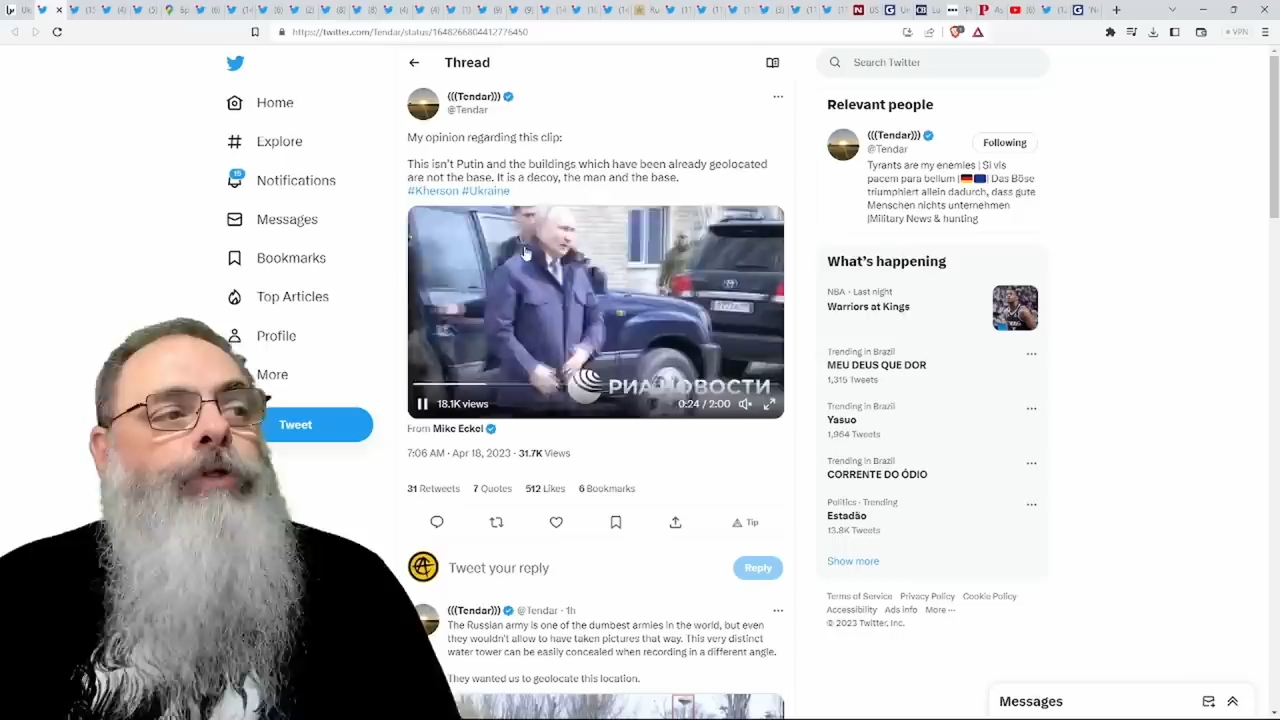 https://twitter.com/Tendar/status/1648266804412776450
VPN
Home
Explore
15
Notifications
Messages
Bookmarks
Top Articles
Profile
More
Tweet
Thread
(((Tendar)))
@Tendar
My opinion regarding this clip:
This isn't Putin and the buildings which have been already geolocated
are not the base. It is a decoy, the man and the base.
#Kherson #Ukraine
РИА НОВОСТИ
18.1K views
0:24 / 2:00
From Mike Eckel
7:06 AM · Apr 18, 2023 · 31.7K Views
31 Retweets 7 Quotes 512 Likes 6 Bookmarks
Tip
Tweet your reply
Reply
(((Tendar))) @Tendar · 1h
The Russian army is one of the dumbest armies in the world, but even
they wouldn't allow to have taken pictures that way. This very distinct
water tower can be easily concealed when recording in a different angle.
They wanted us to geolocate this location.
Search Twitter
Relevant people
(((Tendar)))
@Tendar
Following
Tyrants are my enemies | Si vis
pacem para bellum | Das Böse
triumphiert allein dadurch, dass gute
Menschen nichts unternehmen
|Military News & hunting
What's happening
NBA · Last night
Warriors at Kings
Trending in Brazil
MEU DEUS QUE DOR
1,315 Tweets
Trending in Brazil
Yasuo
1,964 Tweets
Trending in Brazil
CORRENTE DO ÓDIO
Politics · Trending
Estadão
13.8K Tweets
Show more
Terms of Service Privacy Policy Cookie Policy
Accessibility Ads info More ···
© 2023 Twitter, Inc.
Messages